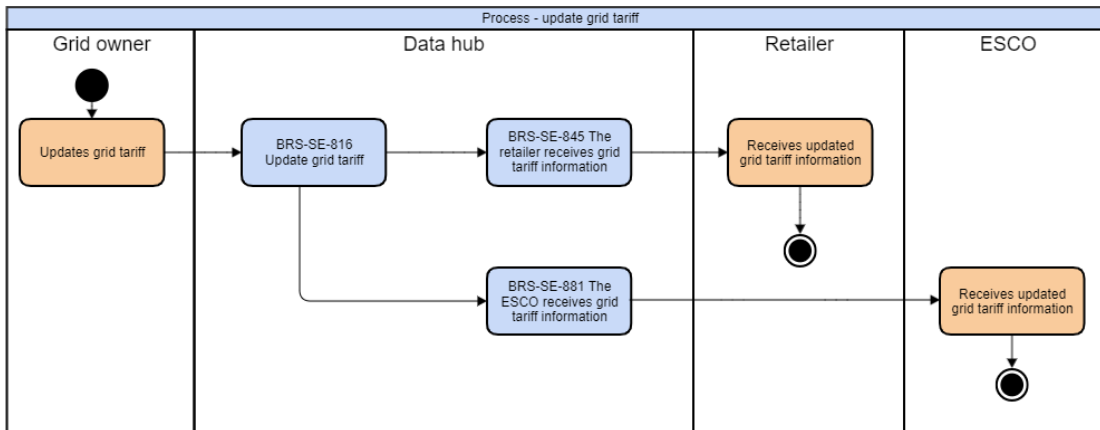 Process - update grid tariff
Grid owner
Data hub
Retailer
ESCO
Updates grid tariff
BRS-SE-816
Update grid tariff
BRS-SE-845 The
retailer receives grid
tariff information
Receives updated
grid tariff information
BRS-SE-881 The
ESCO receives grid
tariff information
Receives updated
grid tariff information